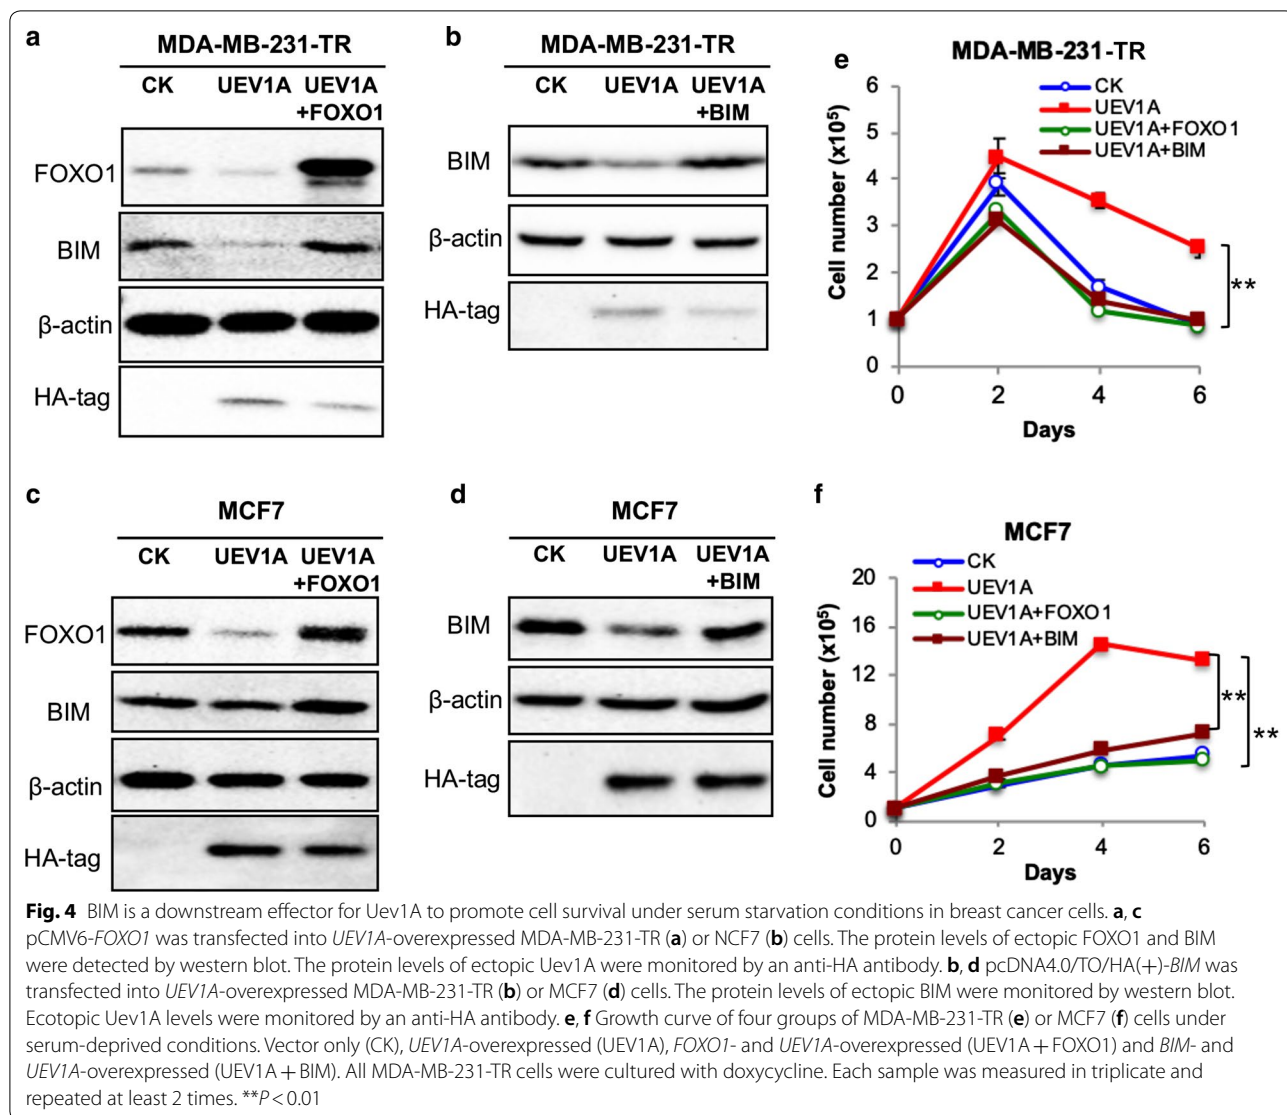 a
MDA-MB-231-TR
CK UEV1A UEV1A
+FOXO1
FOXO1
BIM
β-actin
HA-tag
b
MDA-MB-231-TR
CK UEV1A UEV1A
+BIM
BIM
β-actin
HA-tag
e
MDA-MB-231-TR
CK
UEV1A
UEV1A+FOXO1
UEV1A+BIM
Cell number (x10⁵)
6
5
4
3
2
1
0
0 2 4 6
Days
**
c
MCF7
CK UEV1A UEV1A
+FOXO1
FOXO1
BIM
β-actin
HA-tag
d
MCF7
CK UEV1A UEV1A
+BIM
BIM
β-actin
HA-tag
f
MCF7
CK
UEV1A
UEV1A+FOXO1
UEV1A+BIM
Cell number (x10⁵)
20
16
12
8
4
0
0 2 4 6
Days
**
**
Fig. 4 BIM is a downstream effector for Uev1A to promote cell survival under serum starvation conditions in breast cancer cells. a, c
pCMV6-FOXO1 was transfected into UEV1A-overexpressed MDA-MB-231-TR (a) or NCF7 (b) cells. The protein levels of ectopic FOXO1 and BIM
were detected by western blot. The protein levels of ectopic Uev1A were monitored by an anti-HA antibody. b, d pcDNA4.0/TO/HA(+)-BIM was
transfected into UEV1A-overexpressed MDA-MB-231-TR (b) or MCF7 (d) cells. The protein levels of ectopic BIM were monitored by western blot.
Ecotopic Uev1A levels were monitored by an anti-HA antibody. e, f Growth curve of four groups of MDA-MB-231-TR (e) or MCF7 (f) cells under
serum-deprived conditions. Vector only (CK), UEV1A-overexpressed (UEV1A), FOXO1- and UEV1A-overexpressed (UEV1A + FOXO1) and BIM- and
UEV1A-overexpressed (UEV1A + BIM). All MDA-MB-231-TR cells were cultured with doxycycline. Each sample was measured in triplicate and
repeated at least 2 times. **P < 0.01